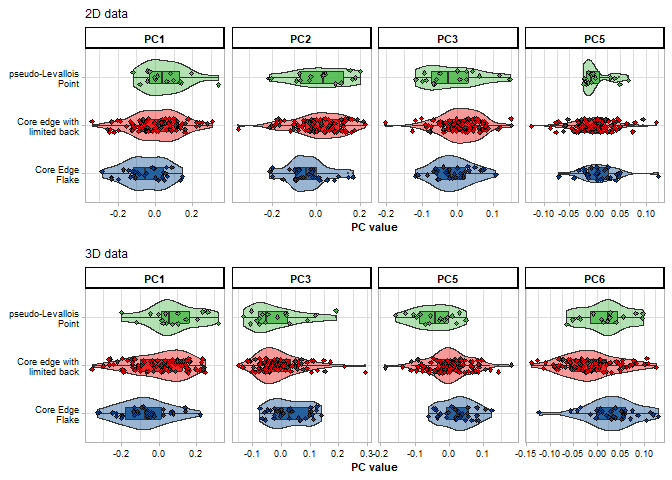 2D data
PC1 PC2 PC3 PC5
pseudo-Levallois
Point
Core edge with
limited back
Core Edge
Flake
-0.2 0.0 0.2 -0.2 0.0 0.2 -0.2 -0.1 0.0 0.1 -0.10 -0.05 0.00 0.05 0.10
PC value
3D data
PC1 PC3 PC5 PC6
pseudo-Levallois
Point
Core edge with
limited back
Core Edge
Flake
-0.2 0.0 0.2 -0.1 0.0 0.1 0.2 0.3 -0.2 -0.1 0.0 0.1 -0.15 -0.10 -0.05 0.00 0.05 0.10
PC value